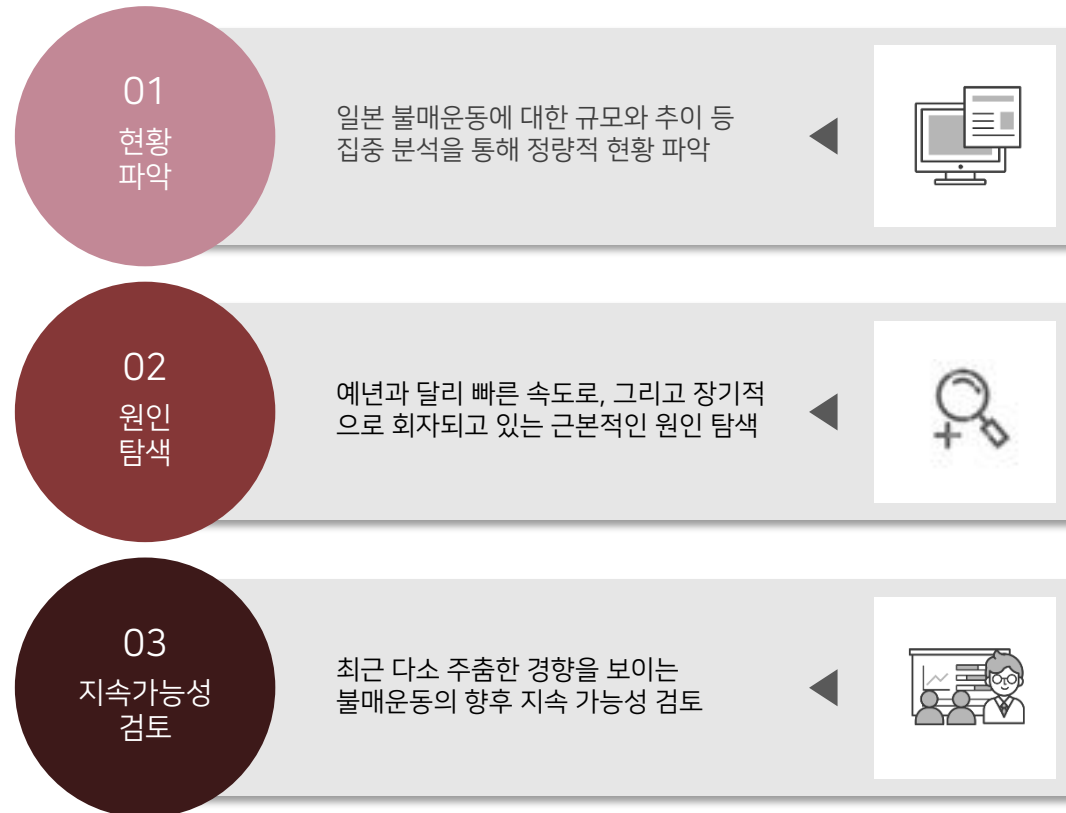 01
현황
파악
일본 불매운동에 대한 규모와 추이 등
집중 분석을 통해 정량적 현황 파악
02
원인
탐색
예년과 달리 빠른 속도로, 그리고 장기적
으로 회자되고 있는 근본적인 원인 탐색
03
지속가능성
검토
최근 다소 주춤한 경향을 보이는
불매운동의 향후 지속 가능성 검토